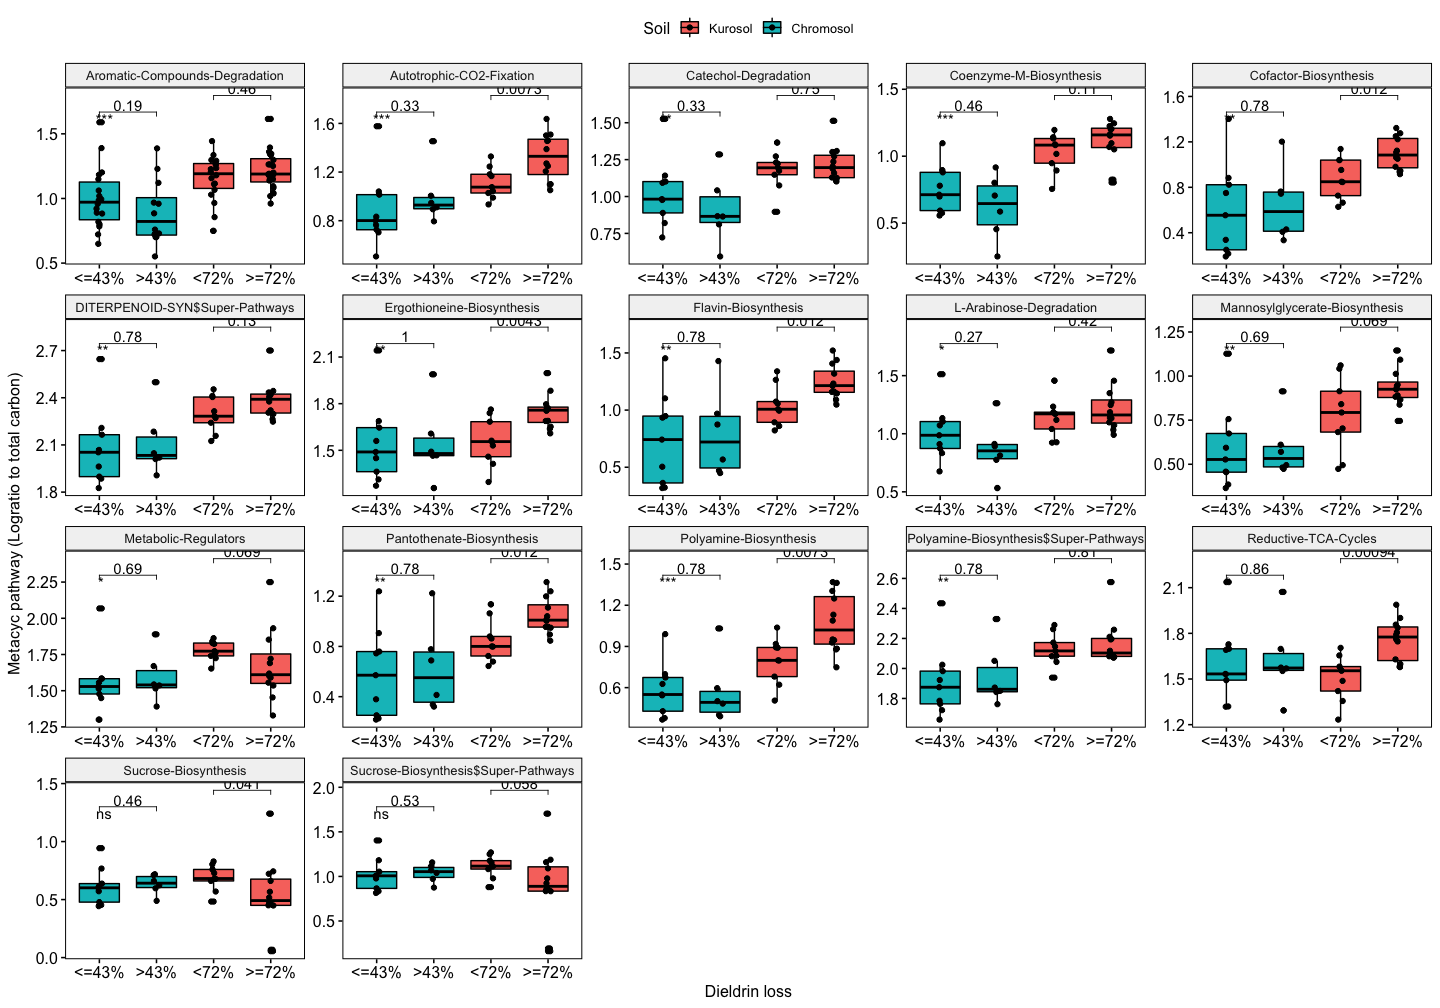 Soil Kurosol Chromosol
Aromatic-Compounds-Degradation Autotrophic-CO2-Fixation Catechol-Degradation Coenzyme-M-Biosynthesis Cofactor-Biosynthesis
0.46 0.0073 0.75 0.11 0.012
0.19 0.33 0.33 0.46 0.78
*** *** ** *** **
1.5 1.0 0.5
1.6 1.2 0.8
1.50 1.25 1.00 0.75
1.5 1.0 0.5
1.6 1.2 0.8 0.4
<=43% >43% <72% >=72% <=43% >43% <72% >=72% <=43% >43% <72% >=72% <=43% >43% <72% >=72% <=43% >43% <72% >=72%
DITERPENOID-SYN$Super-Pathways Ergothioneine-Biosynthesis Flavin-Biosynthesis L-Arabinose-Degradation Mannosylglycerate-Biosynthesis
0.13 0.0043 0.012 0.42 0.069
0.78 1 0.78 0.27 0.69
** ** ** * **
2.7 2.4 2.1 1.8
2.1 1.8 1.5
1.5 1.0 0.5
1.5 1.0 0.5
1.25 1.00 0.75 0.50
<=43% >43% <72% >=72% <=43% >43% <72% >=72% <=43% >43% <72% >=72% <=43% >43% <72% >=72% <=43% >43% <72% >=72%
Metacyc pathway (Logratio to total carbon)
Metabolic-Regulators Pantothenate-Biosynthesis Polyamine-Biosynthesis Polyamine-Biosynthesis$Super-Pathways Reductive-TCA-Cycles
0.069 0.012 0.0073 0.81 0.00094
0.69 0.78 0.78 0.78 0.86
* ** *** **
2.25 2.00 1.75 1.50 1.25
1.2 0.8 0.4
1.5 1.2 0.9 0.6
2.6 2.4 2.2 2.0 1.8
2.1 1.8 1.5 1.2
<=43% >43% <72% >=72% <=43% >43% <72% >=72% <=43% >43% <72% >=72% <=43% >43% <72% >=72% <=43% >43% <72% >=72%
Sucrose-Biosynthesis Sucrose-Biosynthesis$Super-Pathways
0.041 0.058
0.46 0.53
ns ns
1.5 1.0 0.5 0.0
2.0 1.5 1.0 0.5
<=43% >43% <72% >=72% <=43% >43% <72% >=72%
Dieldrin loss